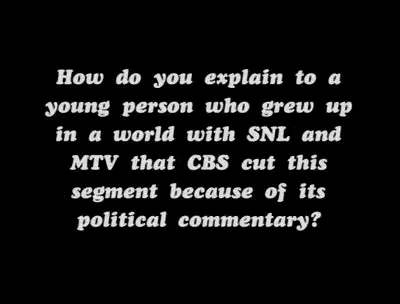 How do you explain to a
young person who grew up
in a world with SNL and
MTV that CBS cut this
segment because of its
political commentary?